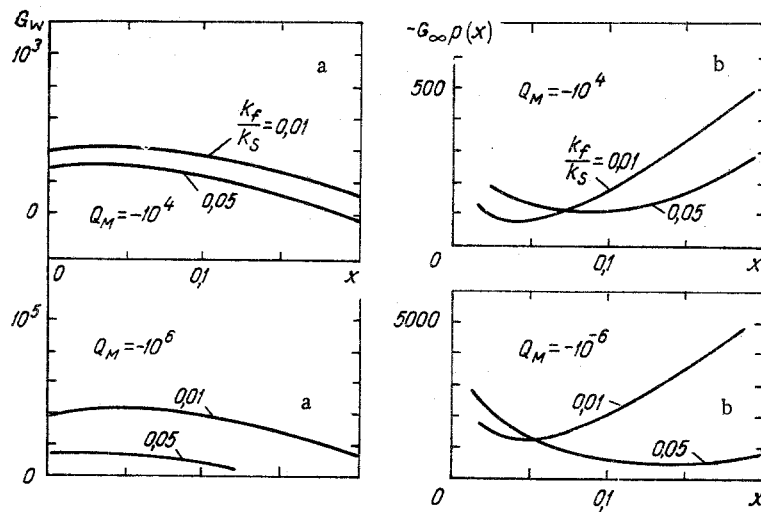 G_w
10^3
a
k_f/k_s = 0,01
0,05
0
Q_M = -10^4
0
0,1
x
-G_∞ p(x)
500
b
Q_M = -10^4
k_f/k_s = 0,01
0,05
0
0,1
x
10^5
Q_M = -10^6
0,01
a
0,05
0
5000
Q_M = -10^-6
0,01
b
0,05
0
0,1
x